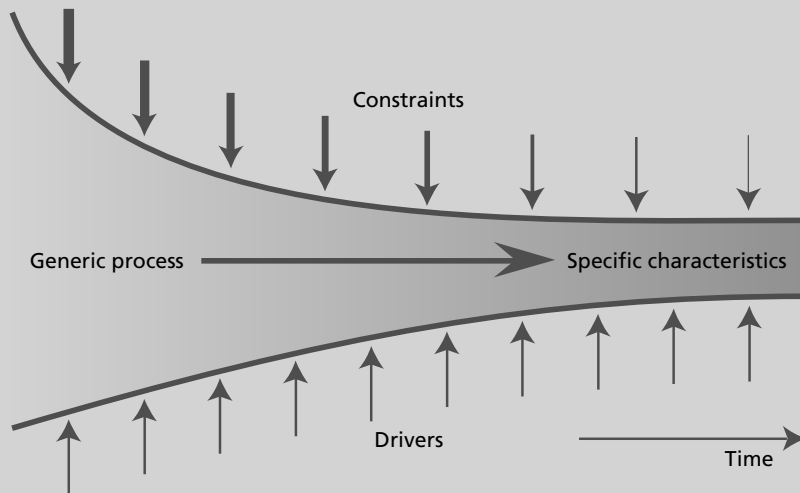 Constraints
Generic process
Specific characteristics
Drivers
Time